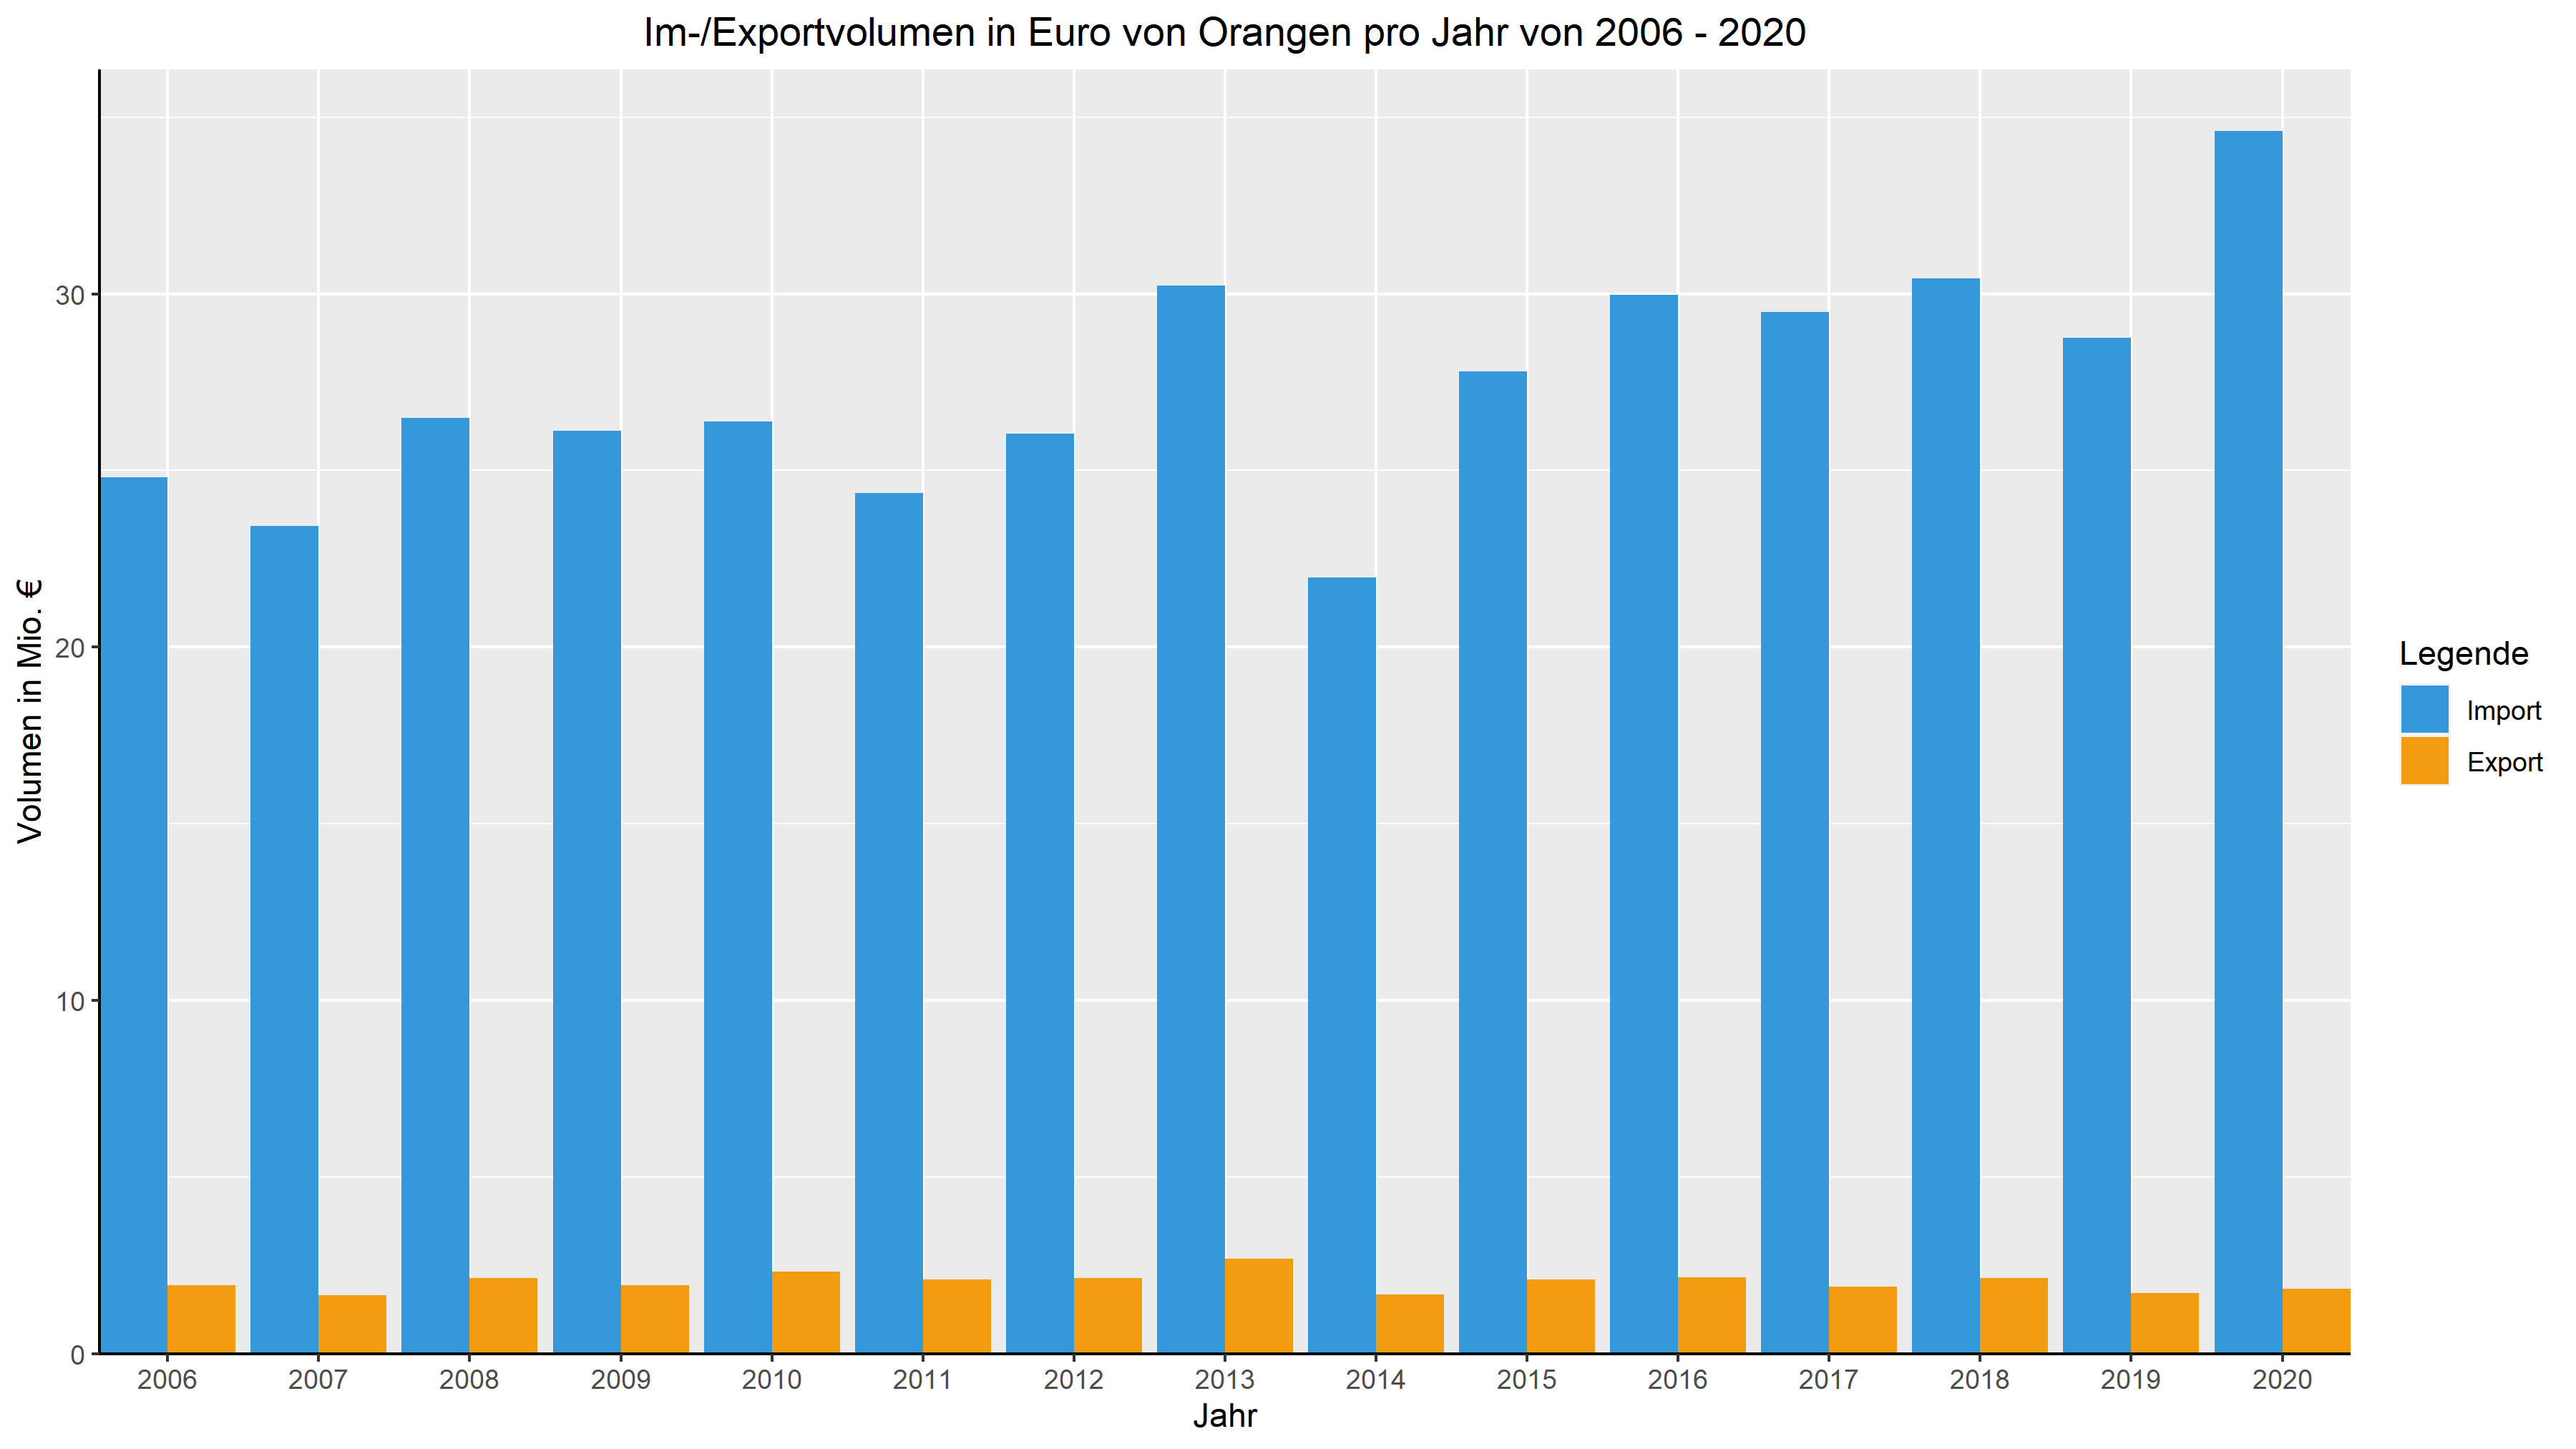 Im-/Exportvolumen in Euro von Orangen pro Jahr von 2006 - 2020
Volumen in Mio. €
30
20
10
0
2006 2007 2008 2009 2010 2011 2012 2013 2014 2015 2016 2017 2018 2019 2020
Jahr
Legende
Import
Export